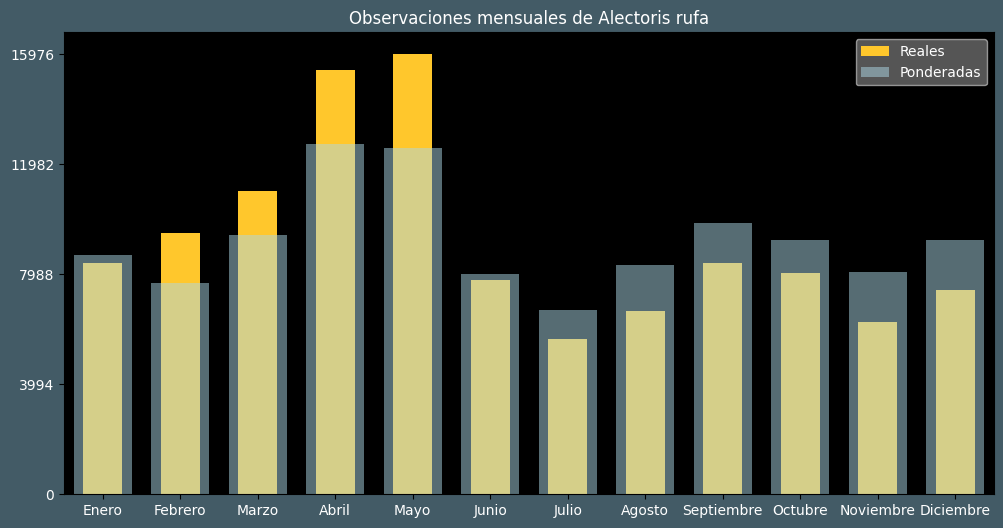 Observaciones mensuales de Alectoris rufa
Reales
Ponderadas
15976
11982
7988
3994
0
Enero Febrero Marzo Abril Mayo Junio Julio Agosto Septiembre Octubre Noviembre Diciembre